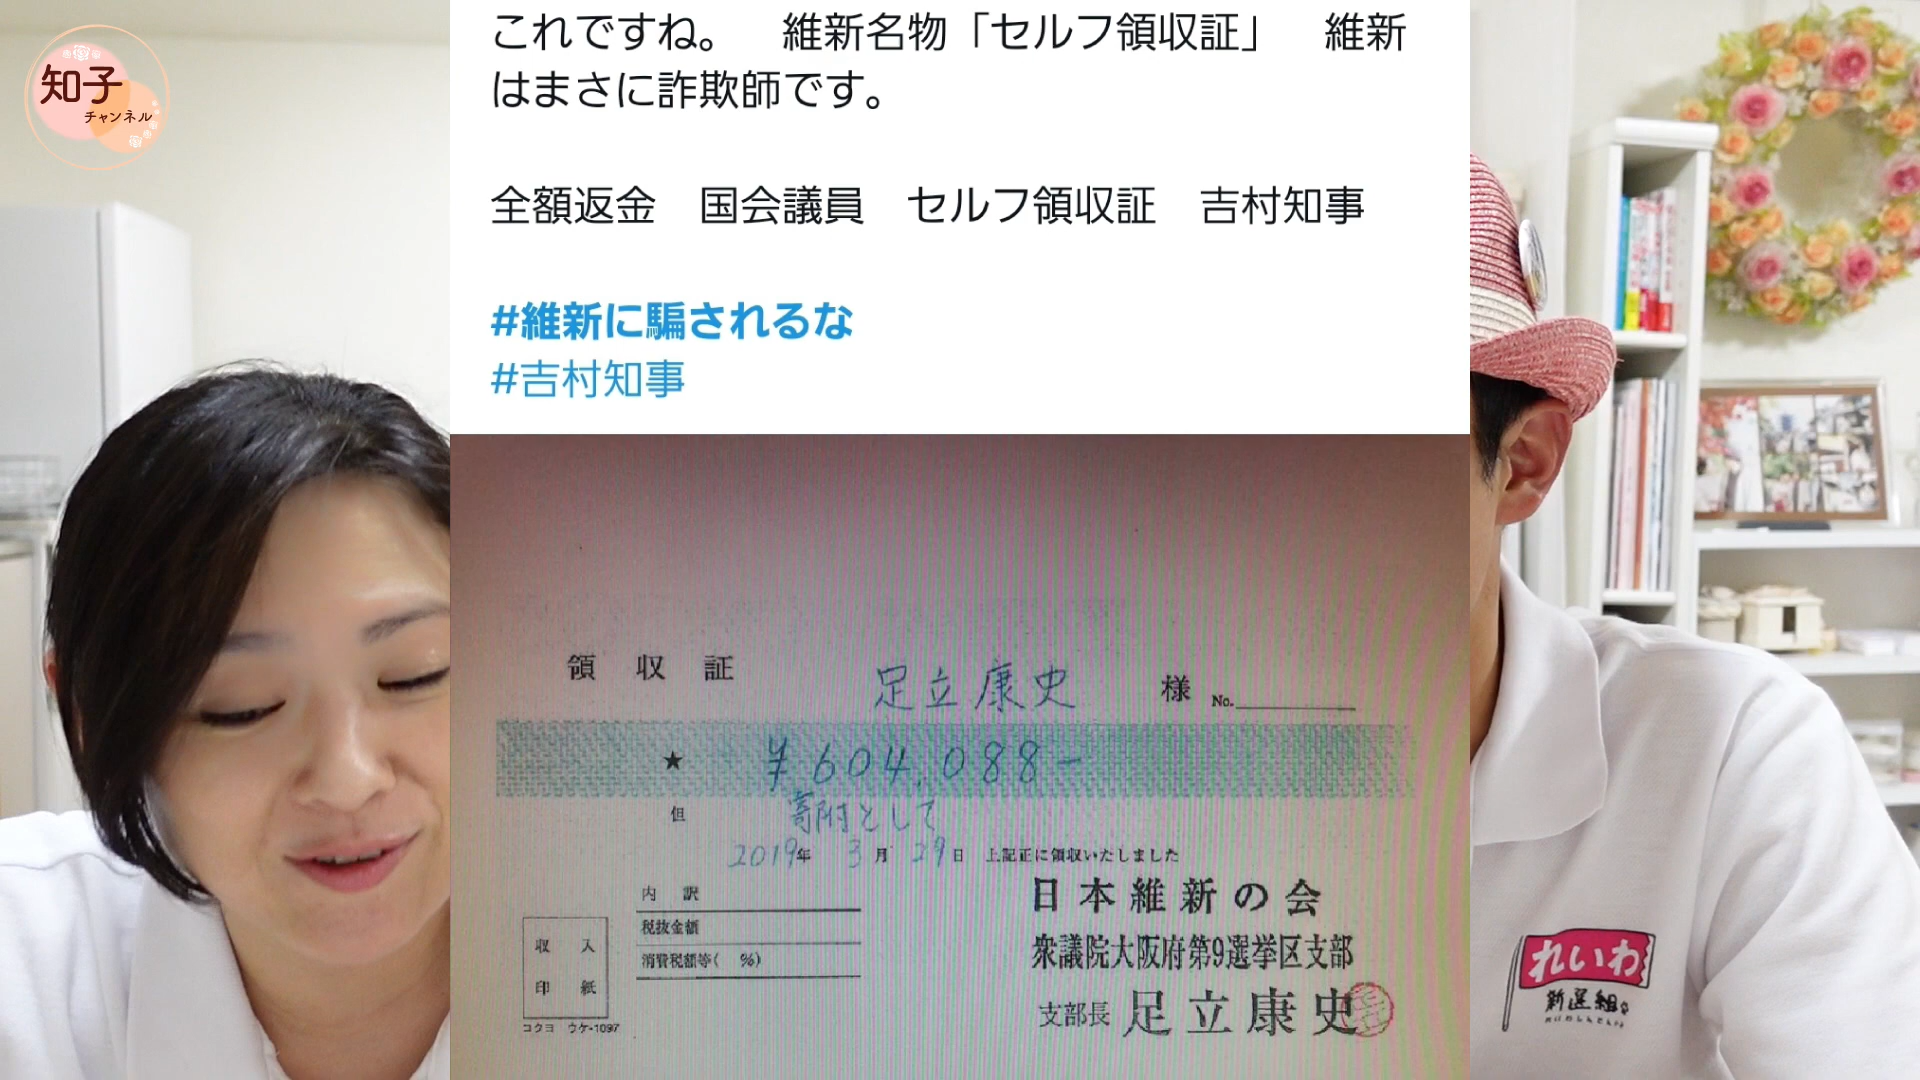 知子
チャンネル
これですね。　維新名物「セルフ領収証」　維新
はまさに詐欺師です。
全額返金　国会議員　セルフ領収証　吉村知事
#維新に騙されるな
#吉村知事
領 収 証
足立康史 様 No.
★ ¥604,088-
但 寄附として
2019年 3月 29日 上記正に領収いたしました
内 訳
税抜金額
消費税額等( %)
収 入
印 紙
コクヨ ウケ-1097
日本維新の会
衆議院大阪府第9選挙区支部
支部長 足立康史
れいわ
新選組